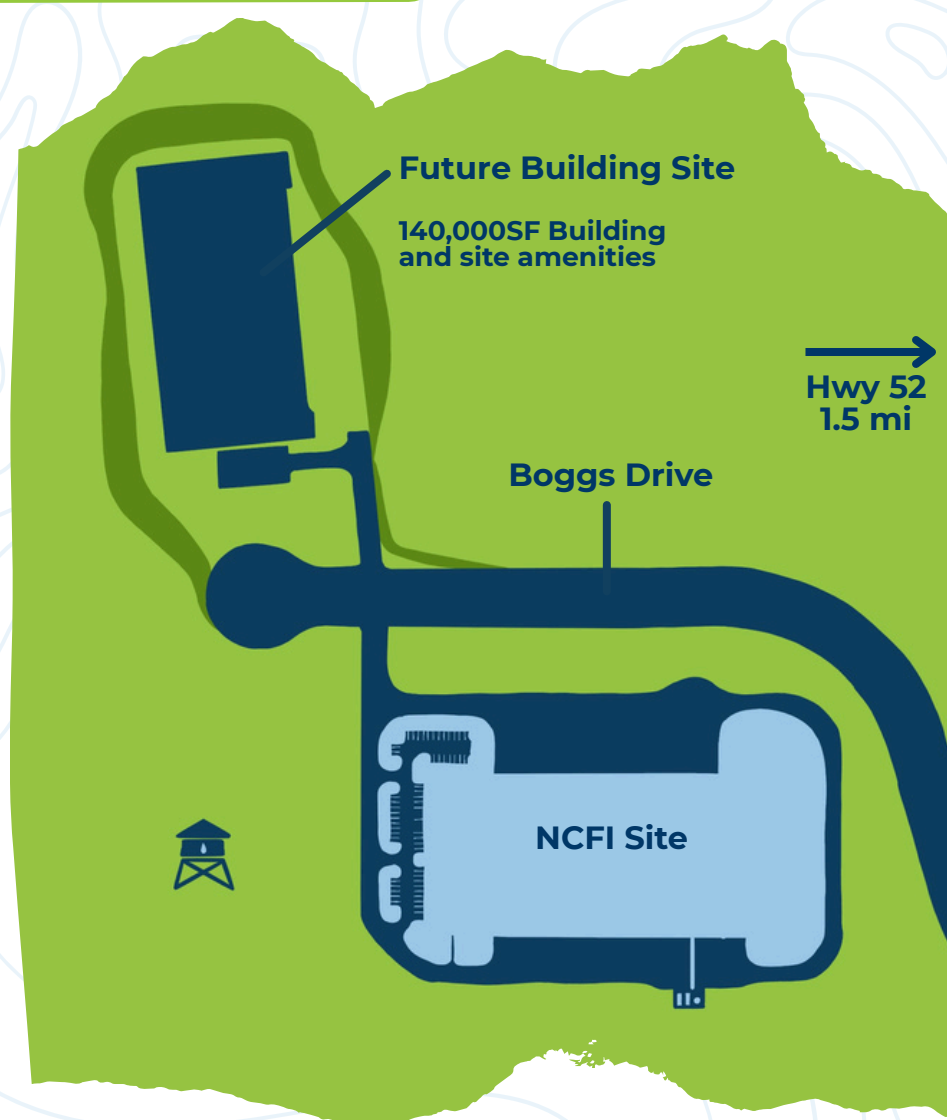 Future Building Site
140,000SF Building
and site amenities
Hwy 52
1.5 mi
Boggs Drive
NCFI Site